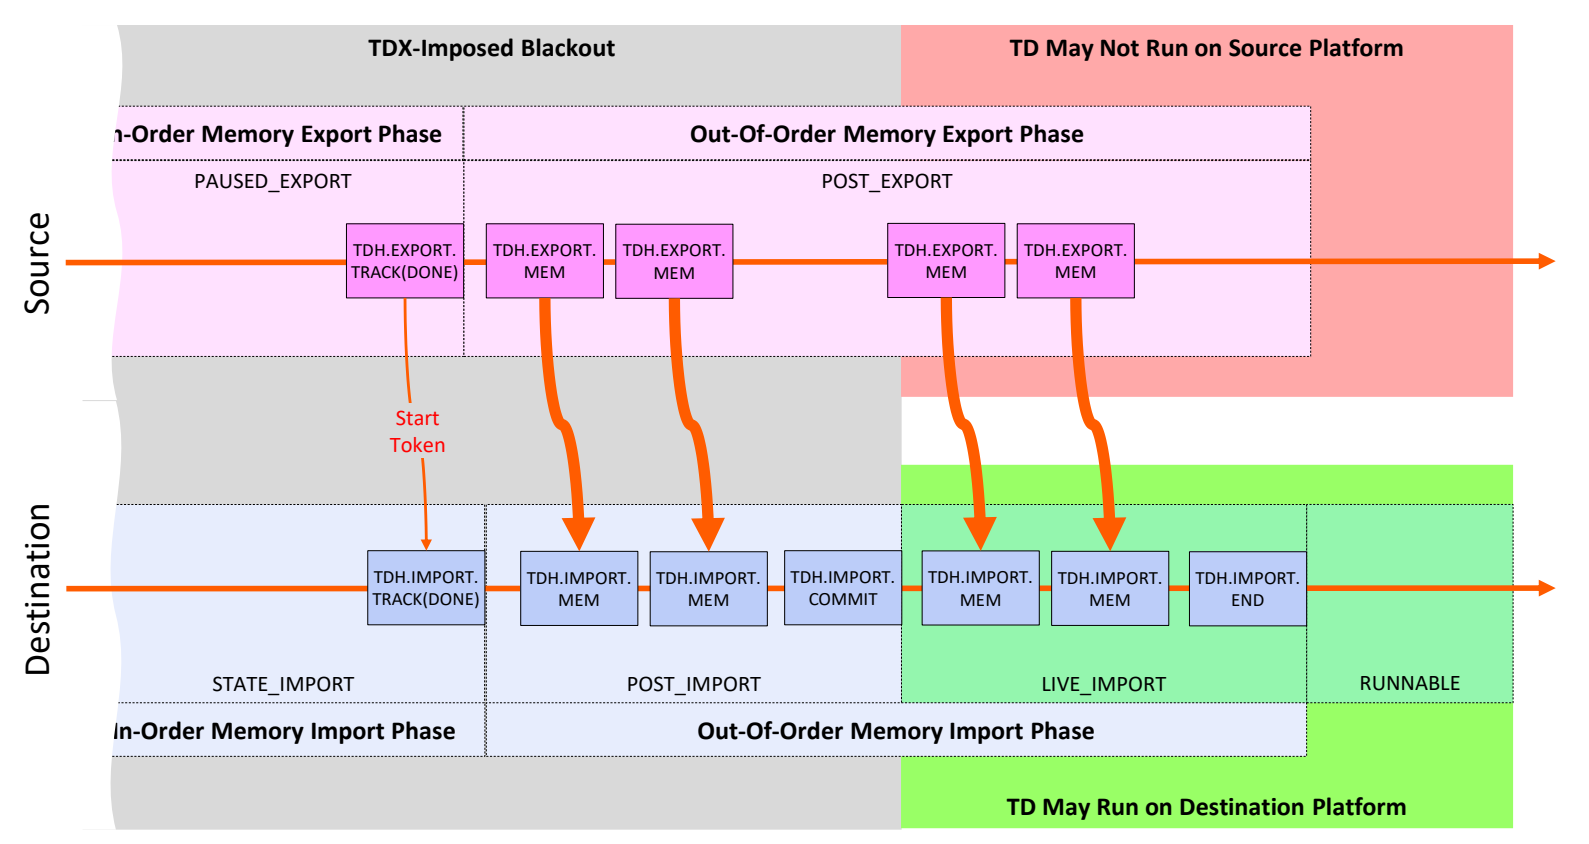 TDX-Imposed Blackout
TD May Not Run on Source Platform
n-Order Memory Export Phase
Out-Of-Order Memory Export Phase
PAUSED_EXPORT
POST_EXPORT
Source
TDH.EXPORT.
TRACK(DONE)
TDH.EXPORT.
MEM
TDH.EXPORT.
MEM
TDH.EXPORT.
MEM
TDH.EXPORT.
MEM
Start
Token
Destination
TDH.IMPORT.
TRACK(DONE)
TDH.IMPORT.
MEM
TDH.IMPORT.
MEM
TDH.IMPORT.
COMMIT
TDH.IMPORT.
MEM
TDH.IMPORT.
MEM
TDH.IMPORT.
END
STATE_IMPORT
POST_IMPORT
LIVE_IMPORT
RUNNABLE
In-Order Memory Import Phase
Out-Of-Order Memory Import Phase
TD May Run on Destination Platform